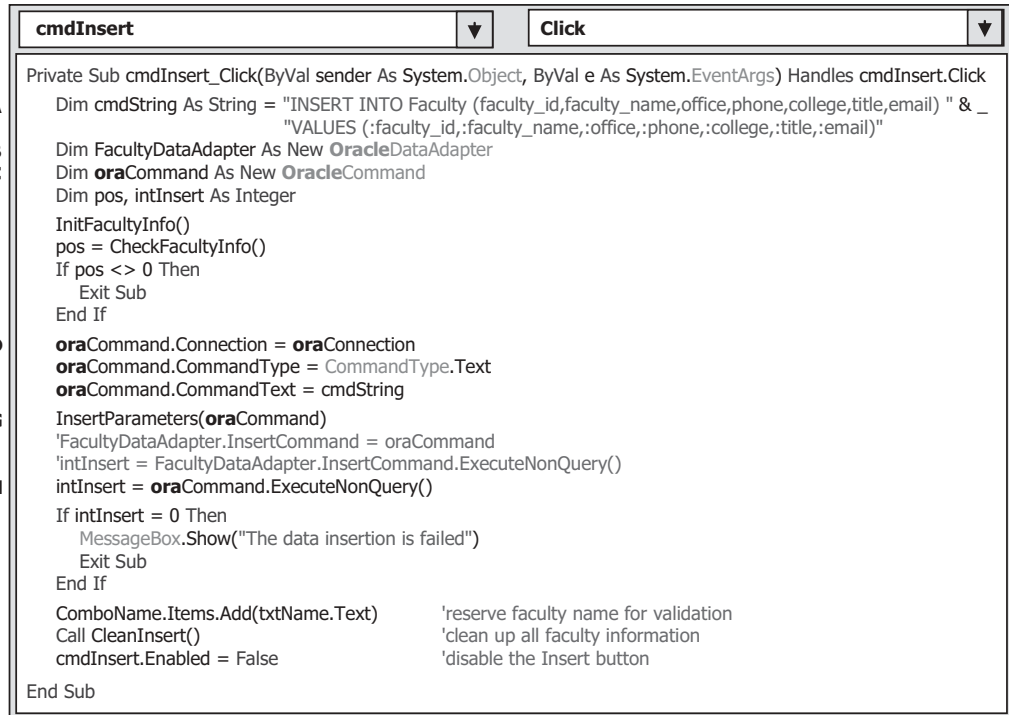 cmdInsert Click
Private Sub cmdInsert_Click(ByVal sender As System.Object, ByVal e As System.EventArgs) Handles cmdInsert.Click
Dim cmdString As String = "INSERT INTO Faculty (faculty_id,faculty_name,office,phone,college,title,email) " & _
"VALUES (:faculty_id,:faculty_name,:office,:phone,:college,:title,:email)"
Dim FacultyDataAdapter As New OracleDataAdapter
Dim oraCommand As New OracleCommand
Dim pos, intInsert As Integer
InitFacultyInfo()
pos = CheckFacultyInfo()
If pos <> 0 Then
Exit Sub
End If
oraCommand.Connection = oraConnection
oraCommand.CommandType = CommandType.Text
oraCommand.CommandText = cmdString
InsertParameters(oraCommand)
'FacultyDataAdapter.InsertCommand = oraCommand
'intInsert = FacultyDataAdapter.InsertCommand.ExecuteNonQuery()
intInsert = oraCommand.ExecuteNonQuery()
If intInsert = 0 Then
MessageBox.Show("The data insertion is failed")
Exit Sub
End If
ComboName.Items.Add(txtName.Text) 'reserve faculty name for validation
Call CleanInsert() 'clean up all faculty information
cmdInsert.Enabled = False 'disable the Insert button
End Sub